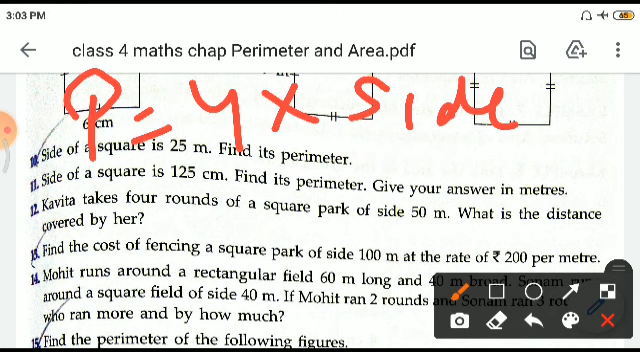 3:03 PM
65
class 4 maths chap Perimeter and Area.pdf
P = 4 × Side
6 cm
10. Side of a square is 25 m. Find its perimeter.
11. Side of a square is 125 cm. Find its perimeter. Give your answer in metres.
12. Kavita takes four rounds of a square park of side 50 m. What is the distance
covered by her?
13. Find the cost of fencing a square park of side 100 m at the rate of ₹ 200 per metre.
14. Mohit runs around a rectangular field 60 m long and 40 m broad. Sonam
around a square field of side 40 m. If Mohit ran 2 rounds and Sonam ran
who ran more and by how much?
15. Find the perimeter of the following figures.